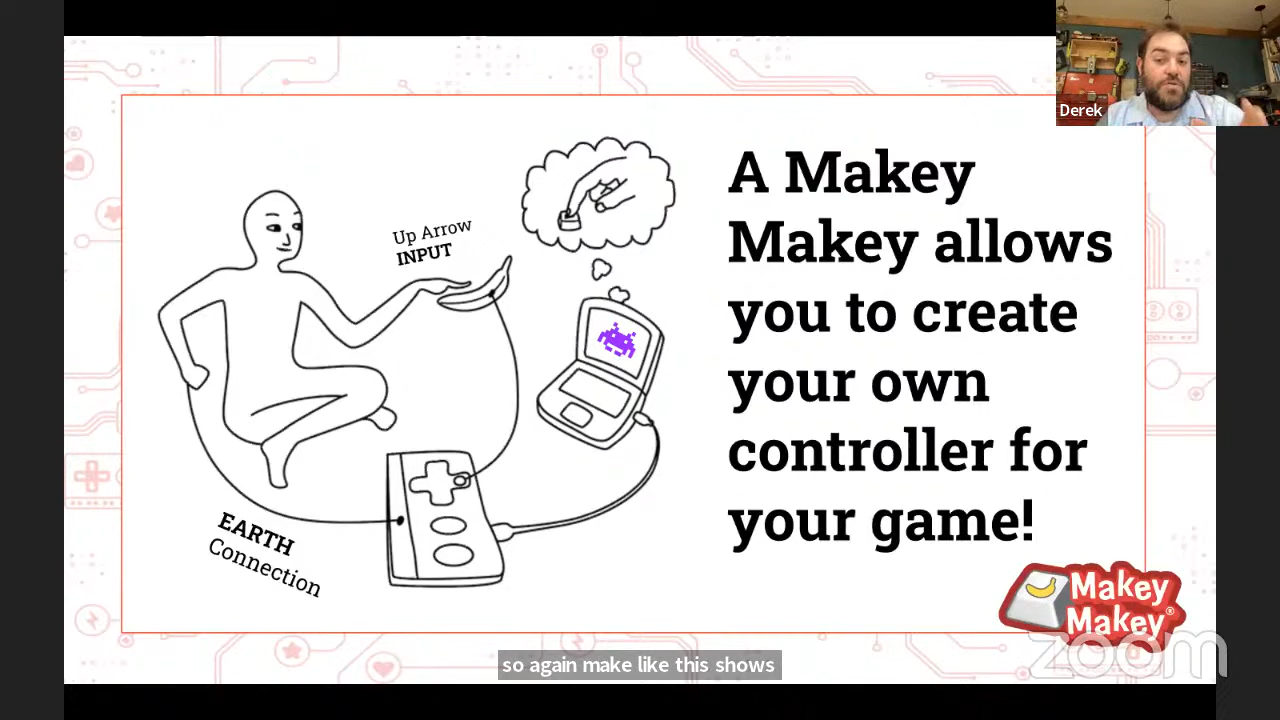 Derek
A Makey
Makey allows
you to create
your own
controller for
your game!
Up Arrow
INPUT
EARTH
Connection
Makey
Makey®
zoom
so again make like this shows